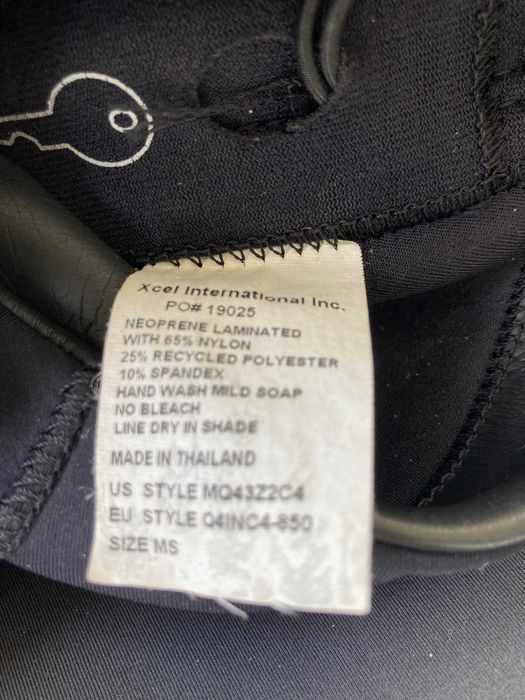 Xcel International Inc.
PO# 19025
NEOPRENE LAMINATED
WITH 65% NYLON
25% RECYCLED POLYESTER
10% SPANDEX
HAND WASH MILD SOAP
NO BLEACH
LINE DRY IN SHADE
MADE IN THAILAND
US STYLE MQ43Z2C4
EU STYLE Q4INC4-850
SIZE MS